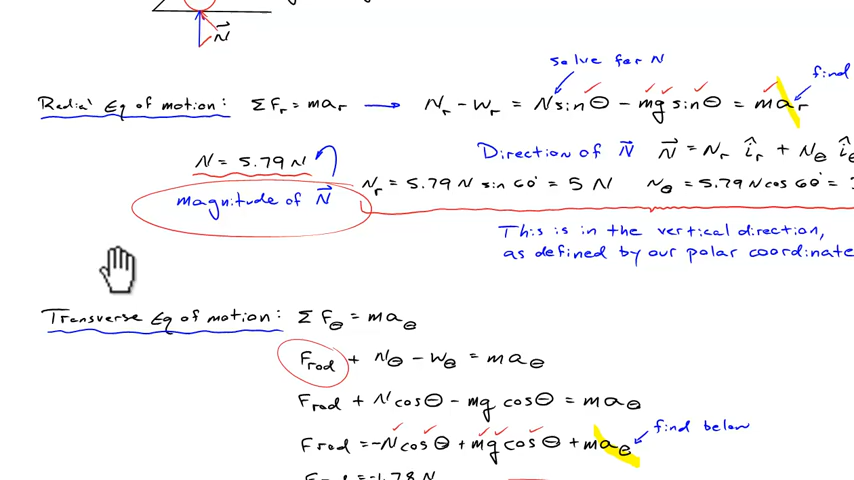 N⃗
solve for N
find
Radial Eq of motion: ΣFr = mar → Nr - Wr = N sin Θ - mg sin Θ = mar
N = 5.79 N
Direction of N⃗ N⃗ = Nr îr + NΘ î
magnitude of N⃗
Nr = 5.79 N sin 60° = 5 N NΘ = 5.79 N cos 60° =
This is in the vertical direction,
as defined by our polar coordinate
Transverse Eq of motion: ΣFΘ = maΘ
Frod + NΘ - WΘ = maΘ
Frod + N cos Θ - mg cos Θ = maΘ
Frod = -N cos Θ + mg cos Θ + maΘ
find below
= -1.78 N